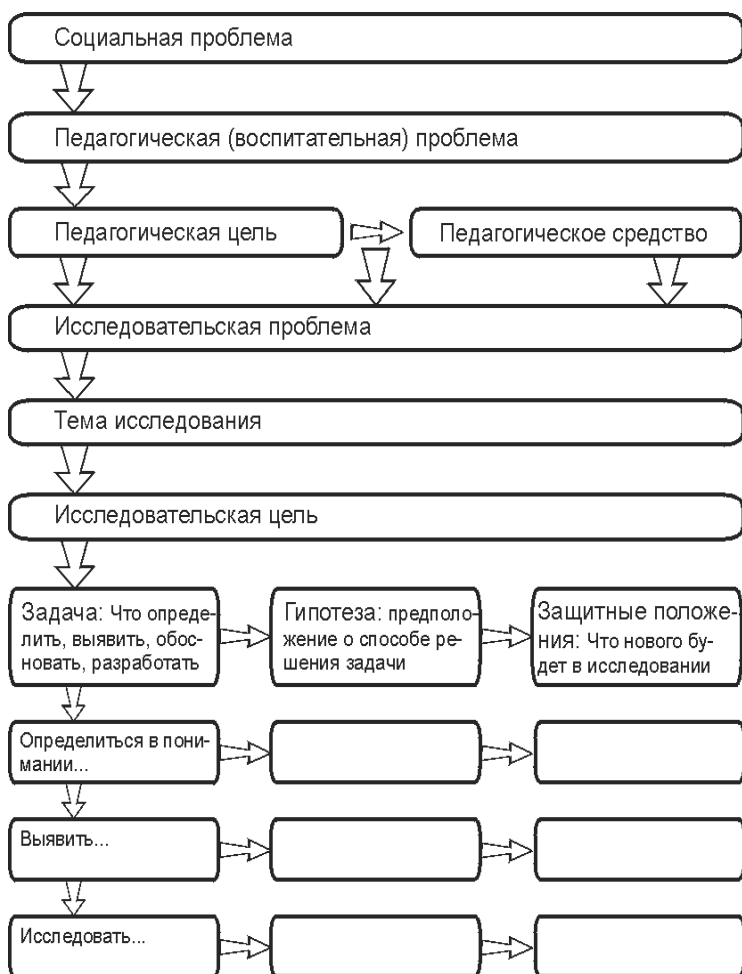 Социальная проблема
Педагогическая (воспитательная) проблема
Педагогическая цель
Педагогическое средство
Исследовательская проблема
Тема исследования
Исследовательская цель
Задача: Что опреде-
лить, выявить, обос-
новать, разработать
Гипотеза: предполо-
жение о способе ре-
шения задачи
Защитные положе-
ния: Что нового бу-
дет в исследовании
Определиться в пони-
мании...
Выявить...
Исследовать...